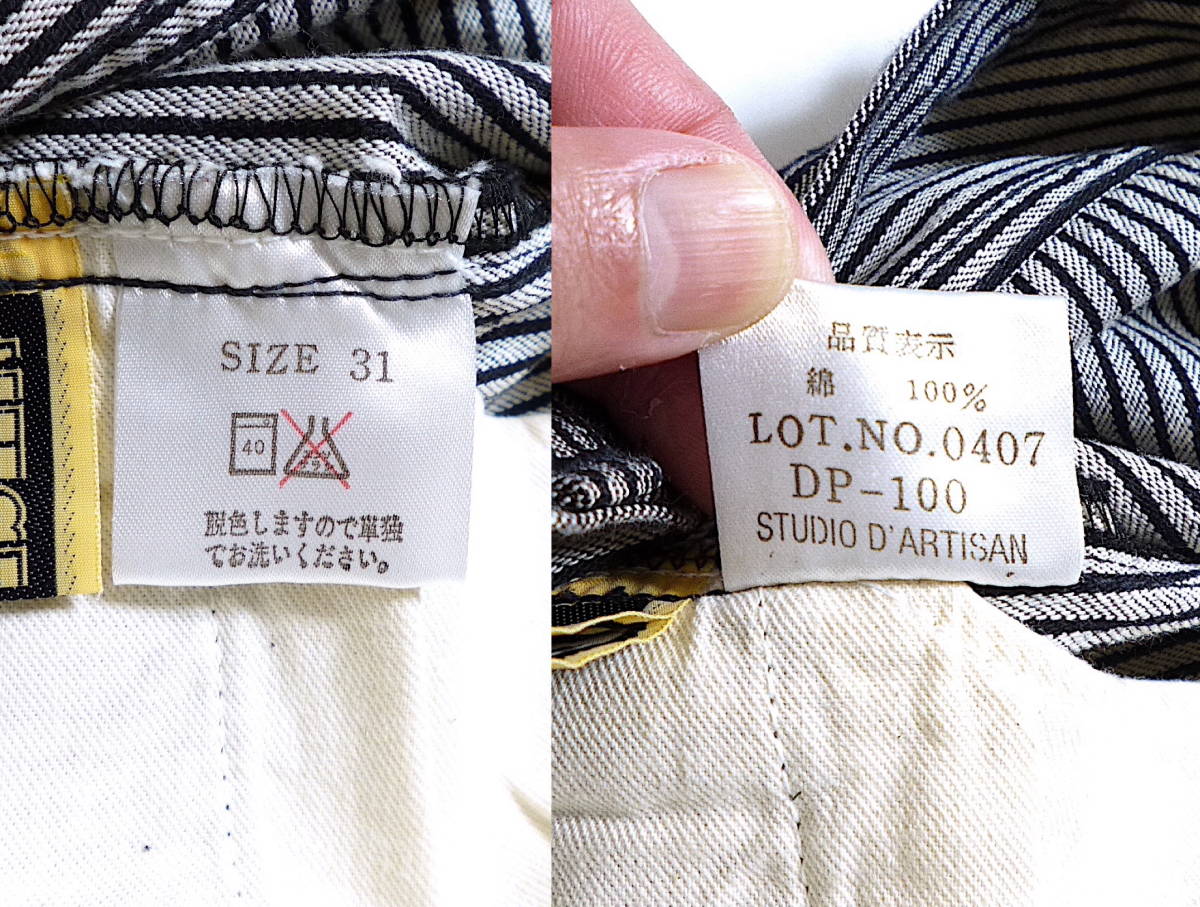 SIZE 31
40
脱色しますので単独
でお洗いください。
品質表示
綿 100%
LOT.NO.0407
DP-100
STUDIO D'ARTISAN